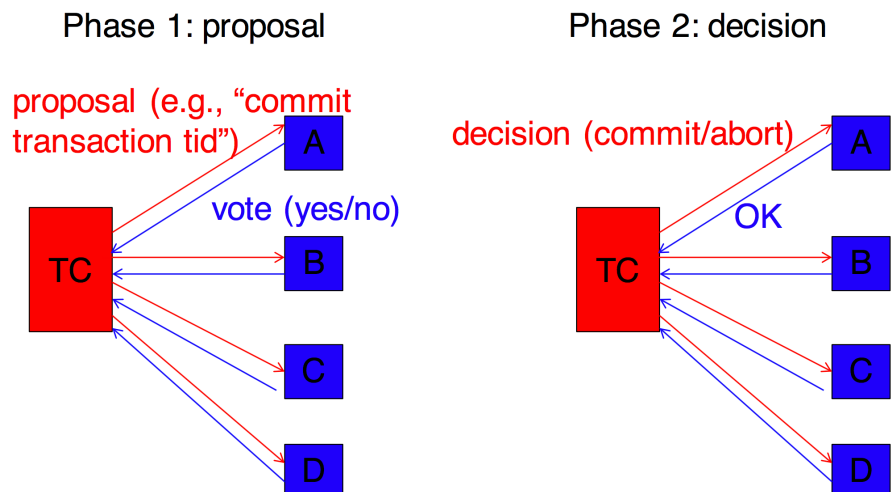 Phase 1: proposal
proposal (e.g., “commit
transaction tid”)
A
vote (yes/no)
TC
B
C
D
Phase 2: decision
decision (commit/abort)
A
OK
TC
B
C
D